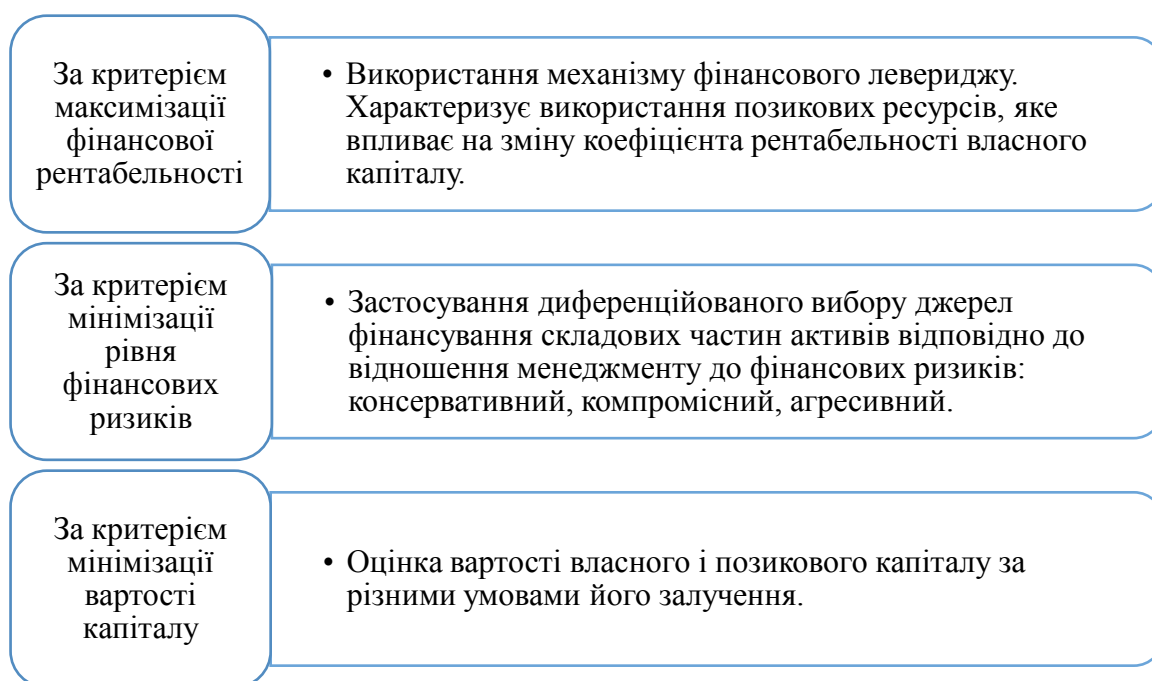 За критерієм
максимізації
фінансової
рентабельності
• Використання механізму фінансового левериджу.
Характеризує використання позикових ресурсів, яке
впливає на зміну коефіцієнта рентабельності власного
капіталу.
За критерієм
мінімізації
рівня
фінансових
ризиків
• Застосування диференційованого вибору джерел
фінансування складових частин активів відповідно до
відношення менеджменту до фінансових ризиків:
консервативний, компромісний, агресивний.
За критерієм
мінімізації
вартості
капіталу
• Оцінка вартості власного і позикового капіталу за
різними умовами його залучення.